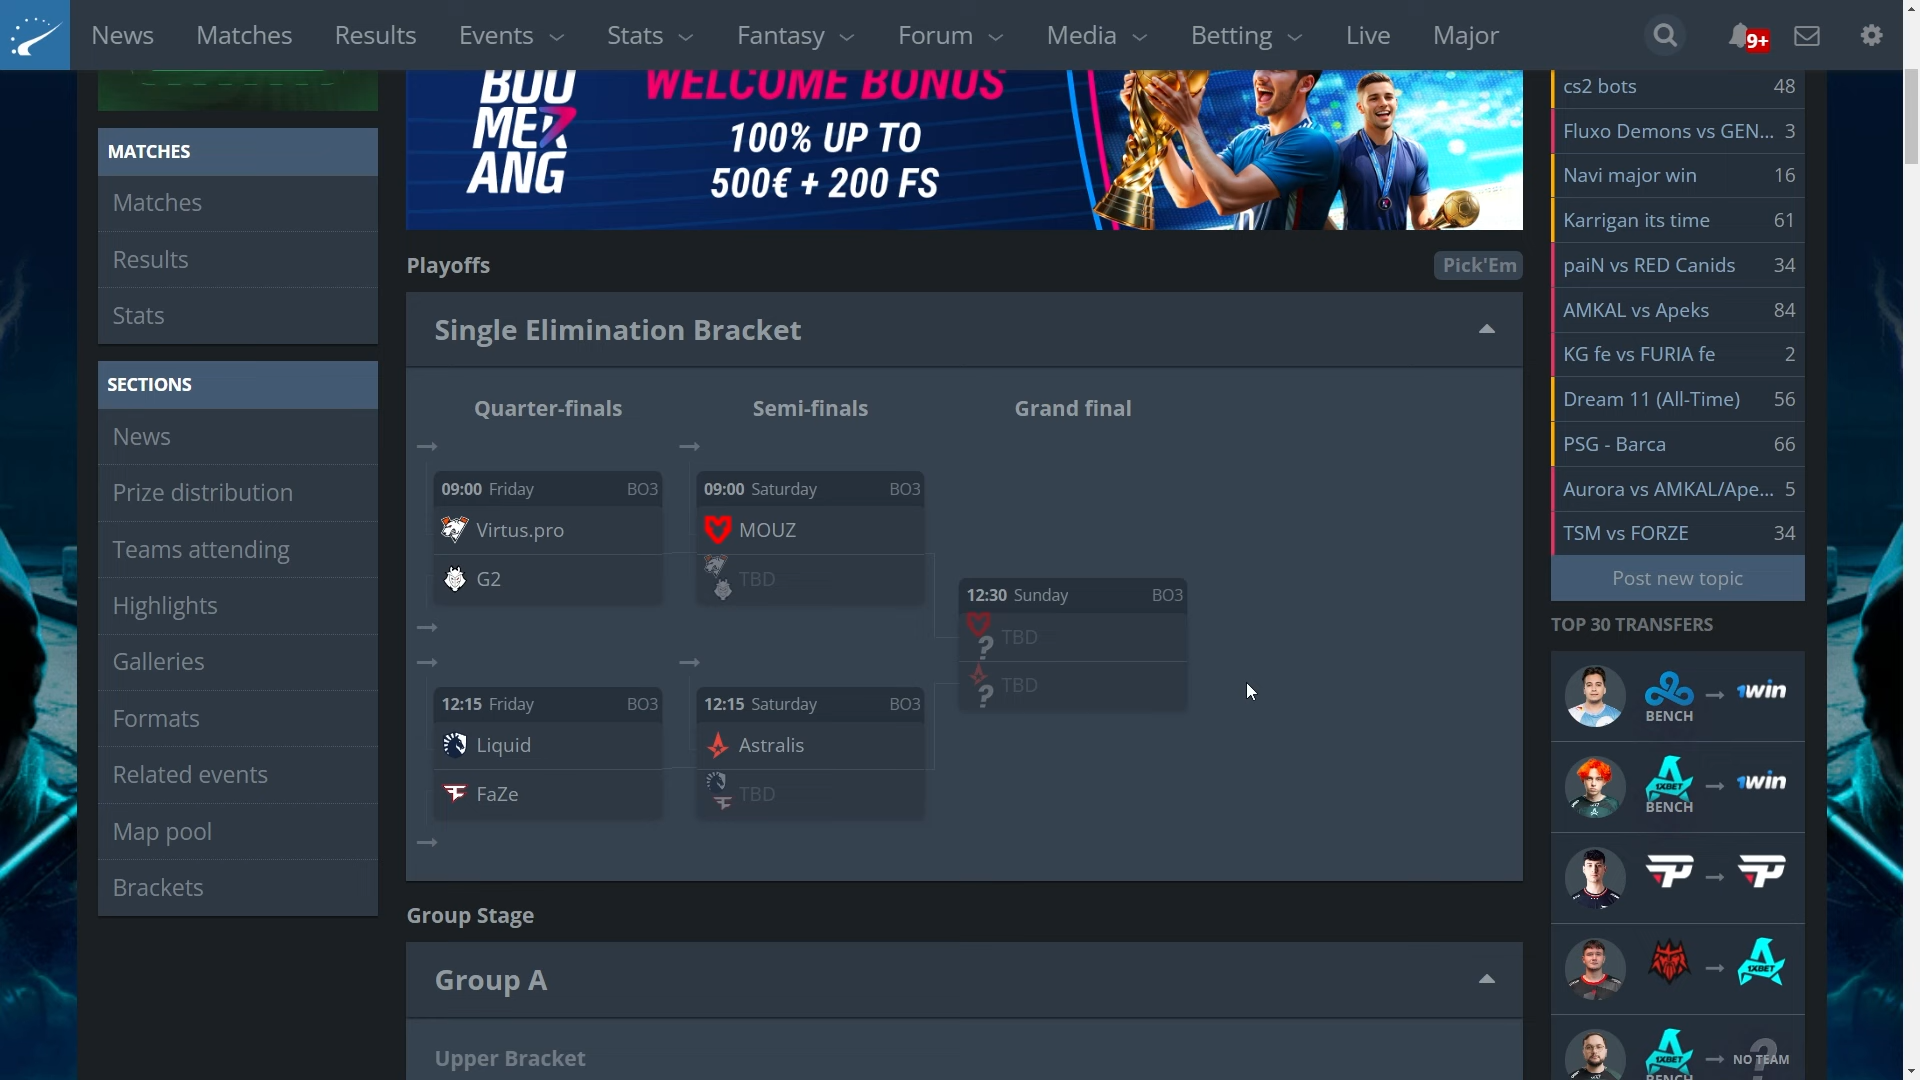 News Matches Results Events Stats Fantasy Forum Media Betting Live Major 9+
MATCHES
Matches
Results
Stats
SECTIONS
News
Prize distribution
Teams attending
Highlights
Galleries
Formats
Related events
Map pool
Brackets
BOO
MER
ANG
WELCOME BONUS
100% UP TO
500€ + 200 FS
Playoffs Pick'Em
Single Elimination Bracket
Quarter-finals Semi-finals Grand final
09:00 Friday BO3
Virtus.pro
G2
12:15 Friday BO3
Liquid
FaZe
09:00 Saturday BO3
MOUZ
TBD
12:15 Saturday BO3
Astralis
TBD
12:30 Sunday BO3
? TBD
? TBD
Group Stage
Group A
Upper Bracket
cs2 bots 48
Fluxo Demons vs GEN... 3
Navi major win 16
Karrigan its time 61
paiN vs RED Canids 34
AMKAL vs Apeks 84
KG fe vs FURIA fe 2
Dream 11 (All-Time) 56
PSG - Barca 66
Aurora vs AMKAL/Ape... 5
TSM vs FORZE 34
Post new topic
TOP 30 TRANSFERS
BENCH → 1win
1XBET BENCH → 1win
→
→ 1XBET
1XBET BENCH → ? NO TEAM